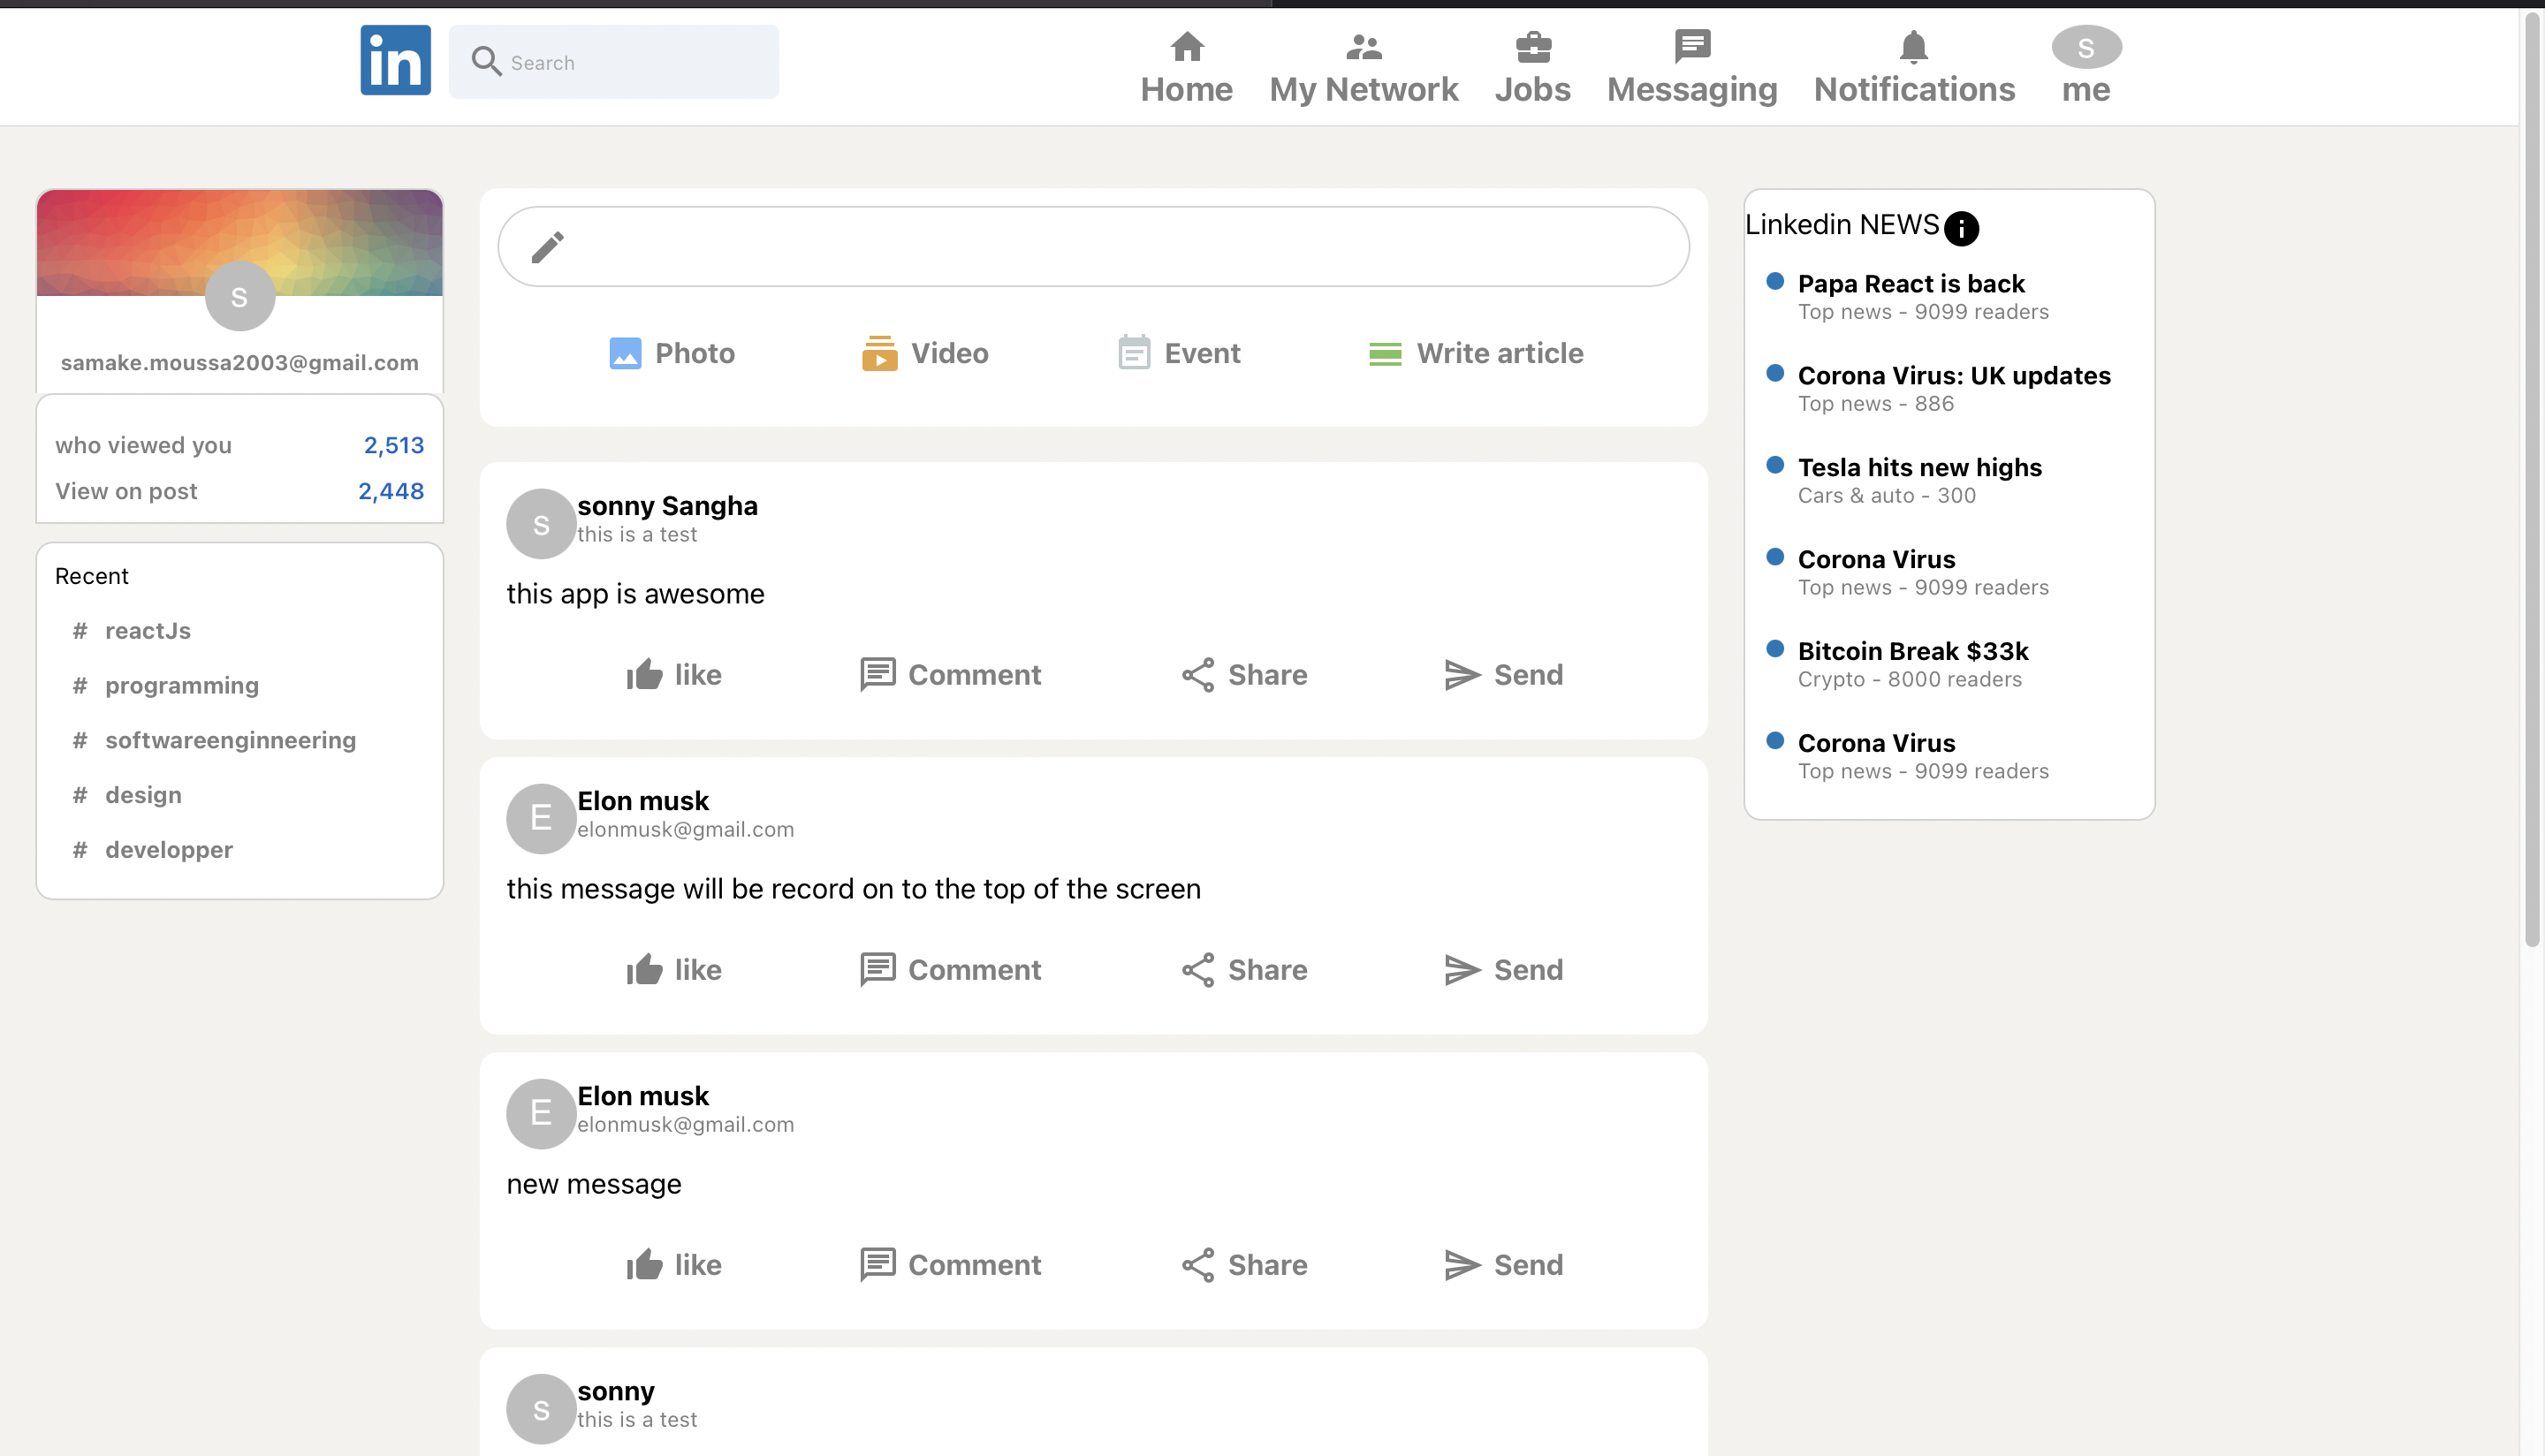 in
Search
Home
My Network
Jobs
Messaging
Notifications
S
me
S
samake.moussa2003@gmail.com
who viewed you 2,513
View on post 2,448
Recent
# reactJs
# programming
# softwareenginneering
# design
# developper
Photo
Video
Event
Write article
S
sonny Sangha
this is a test
this app is awesome
like
Comment
Share
Send
E
Elon musk
elonmusk@gmail.com
this message will be record on to the top of the screen
like
Comment
Share
Send
E
Elon musk
elonmusk@gmail.com
new message
like
Comment
Share
Send
S
sonny
this is a test
Linkedin NEWS
Papa React is back
Top news - 9099 readers
Corona Virus: UK updates
Top news - 886
Tesla hits new highs
Cars & auto - 300
Corona Virus
Top news - 9099 readers
Bitcoin Break $33k
Crypto - 8000 readers
Corona Virus
Top news - 9099 readers